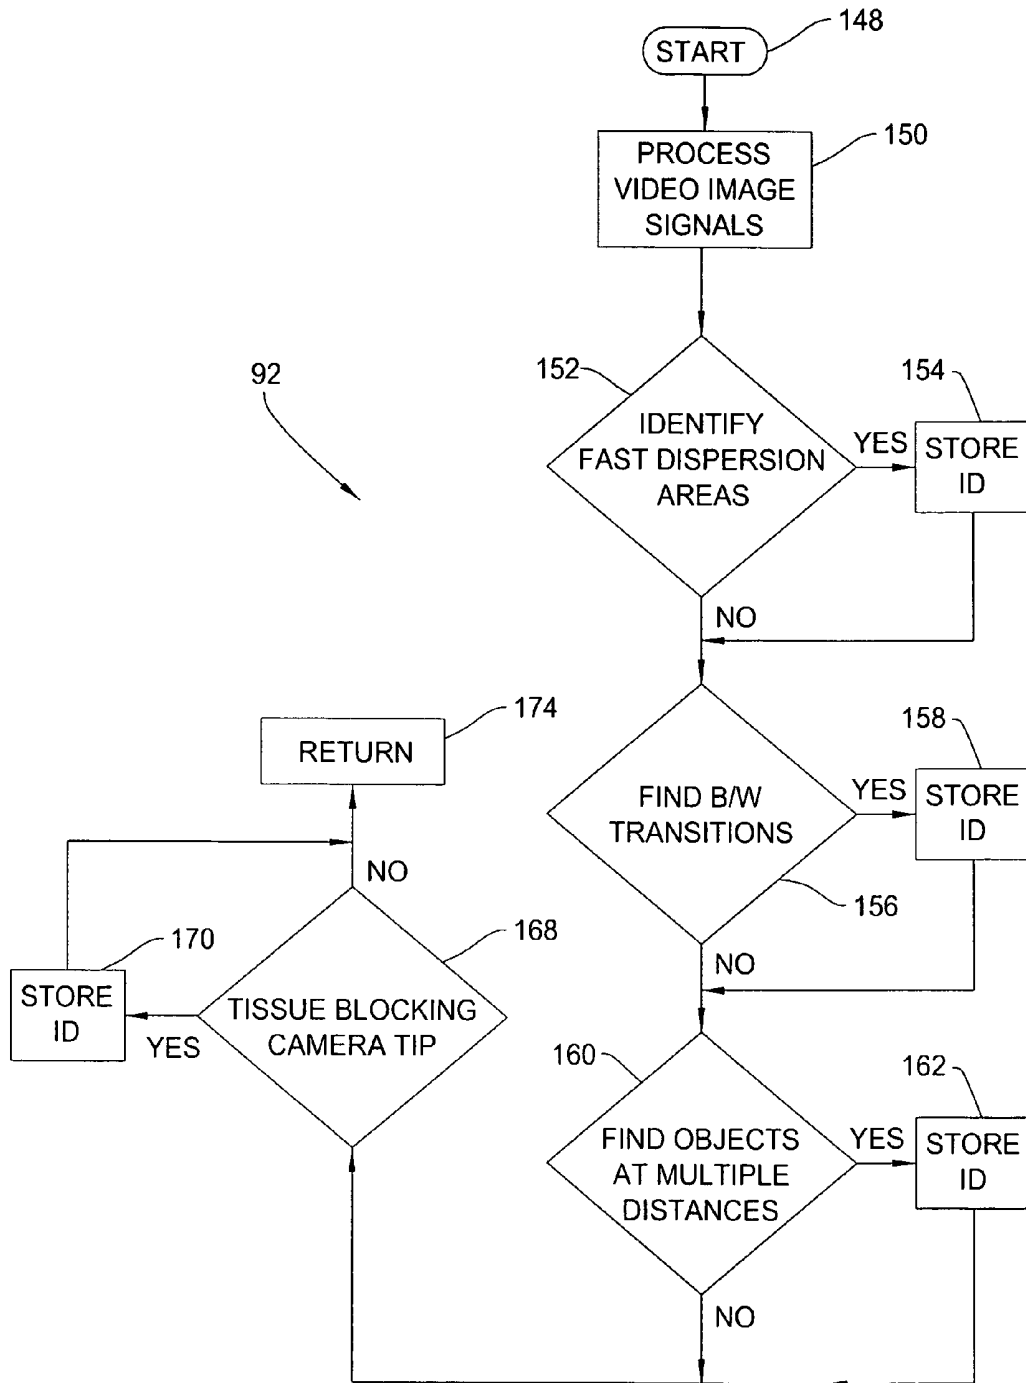 START
148
PROCESS
VIDEO IMAGE
SIGNALS
150
92
152
IDENTIFY
FAST DISPERSION
AREAS
YES
154
STORE
ID
NO
FIND B/W
TRANSITIONS
156
YES
158
STORE
ID
NO
160
FIND OBJECTS
AT MULTIPLE
DISTANCES
YES
162
STORE
ID
NO
168
TISSUE BLOCKING
CAMERA TIP
YES
170
STORE
ID
NO
RETURN
174